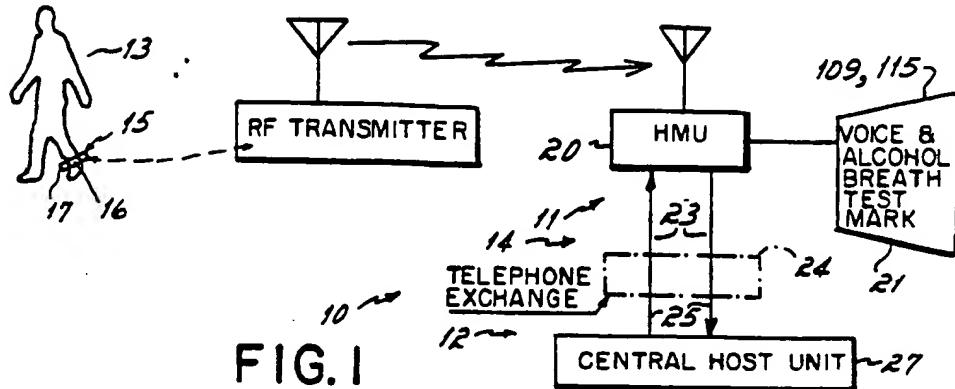 13
15
17
16
RF TRANSMITTER
HMU
20
109, 115
VOICE &
ALCOHOL
BREATH
TEST
MARK
21
11
23
14
24
TELEPHONE
EXCHANGE
10
25
12
CENTRAL HOST UNIT
27
FIG. 1